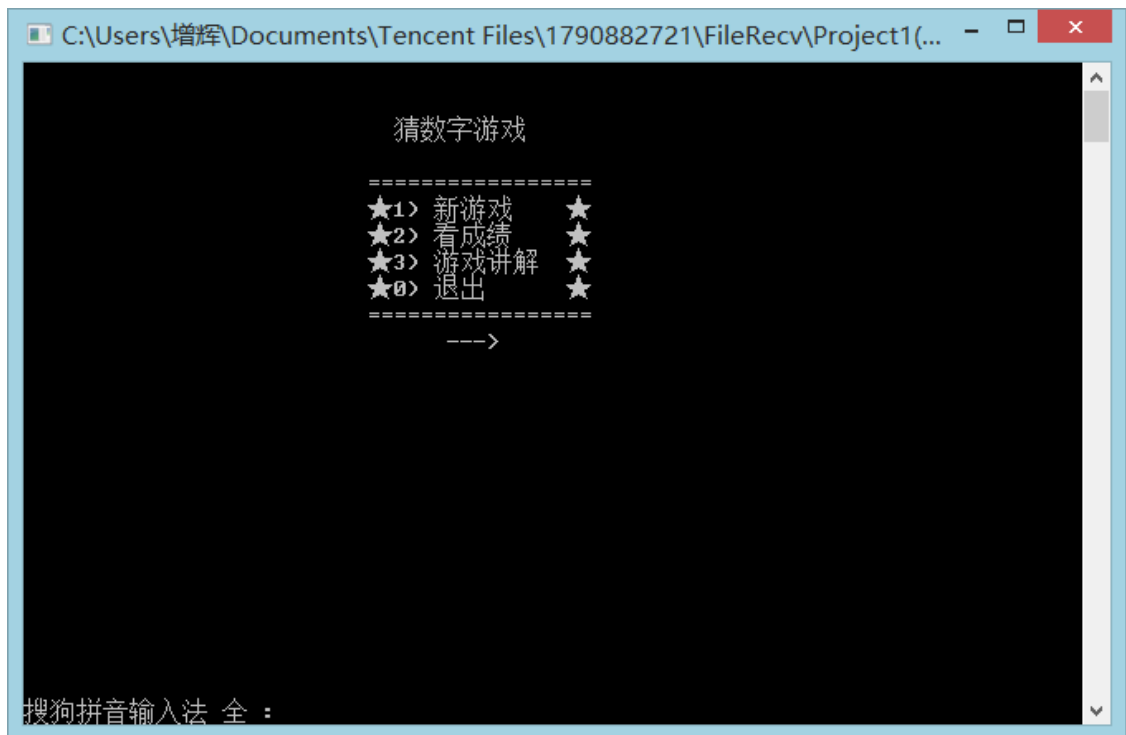 C:\Users\增辉\Documents\Tencent Files\1790882721\FileRecv\Project1(...
猜数字游戏
=================
★1> 新游戏 ★
★2> 看成绩 ★
★3> 游戏讲解 ★
★0> 退出 ★
=================
--->
搜狗拼音输入法 全 :